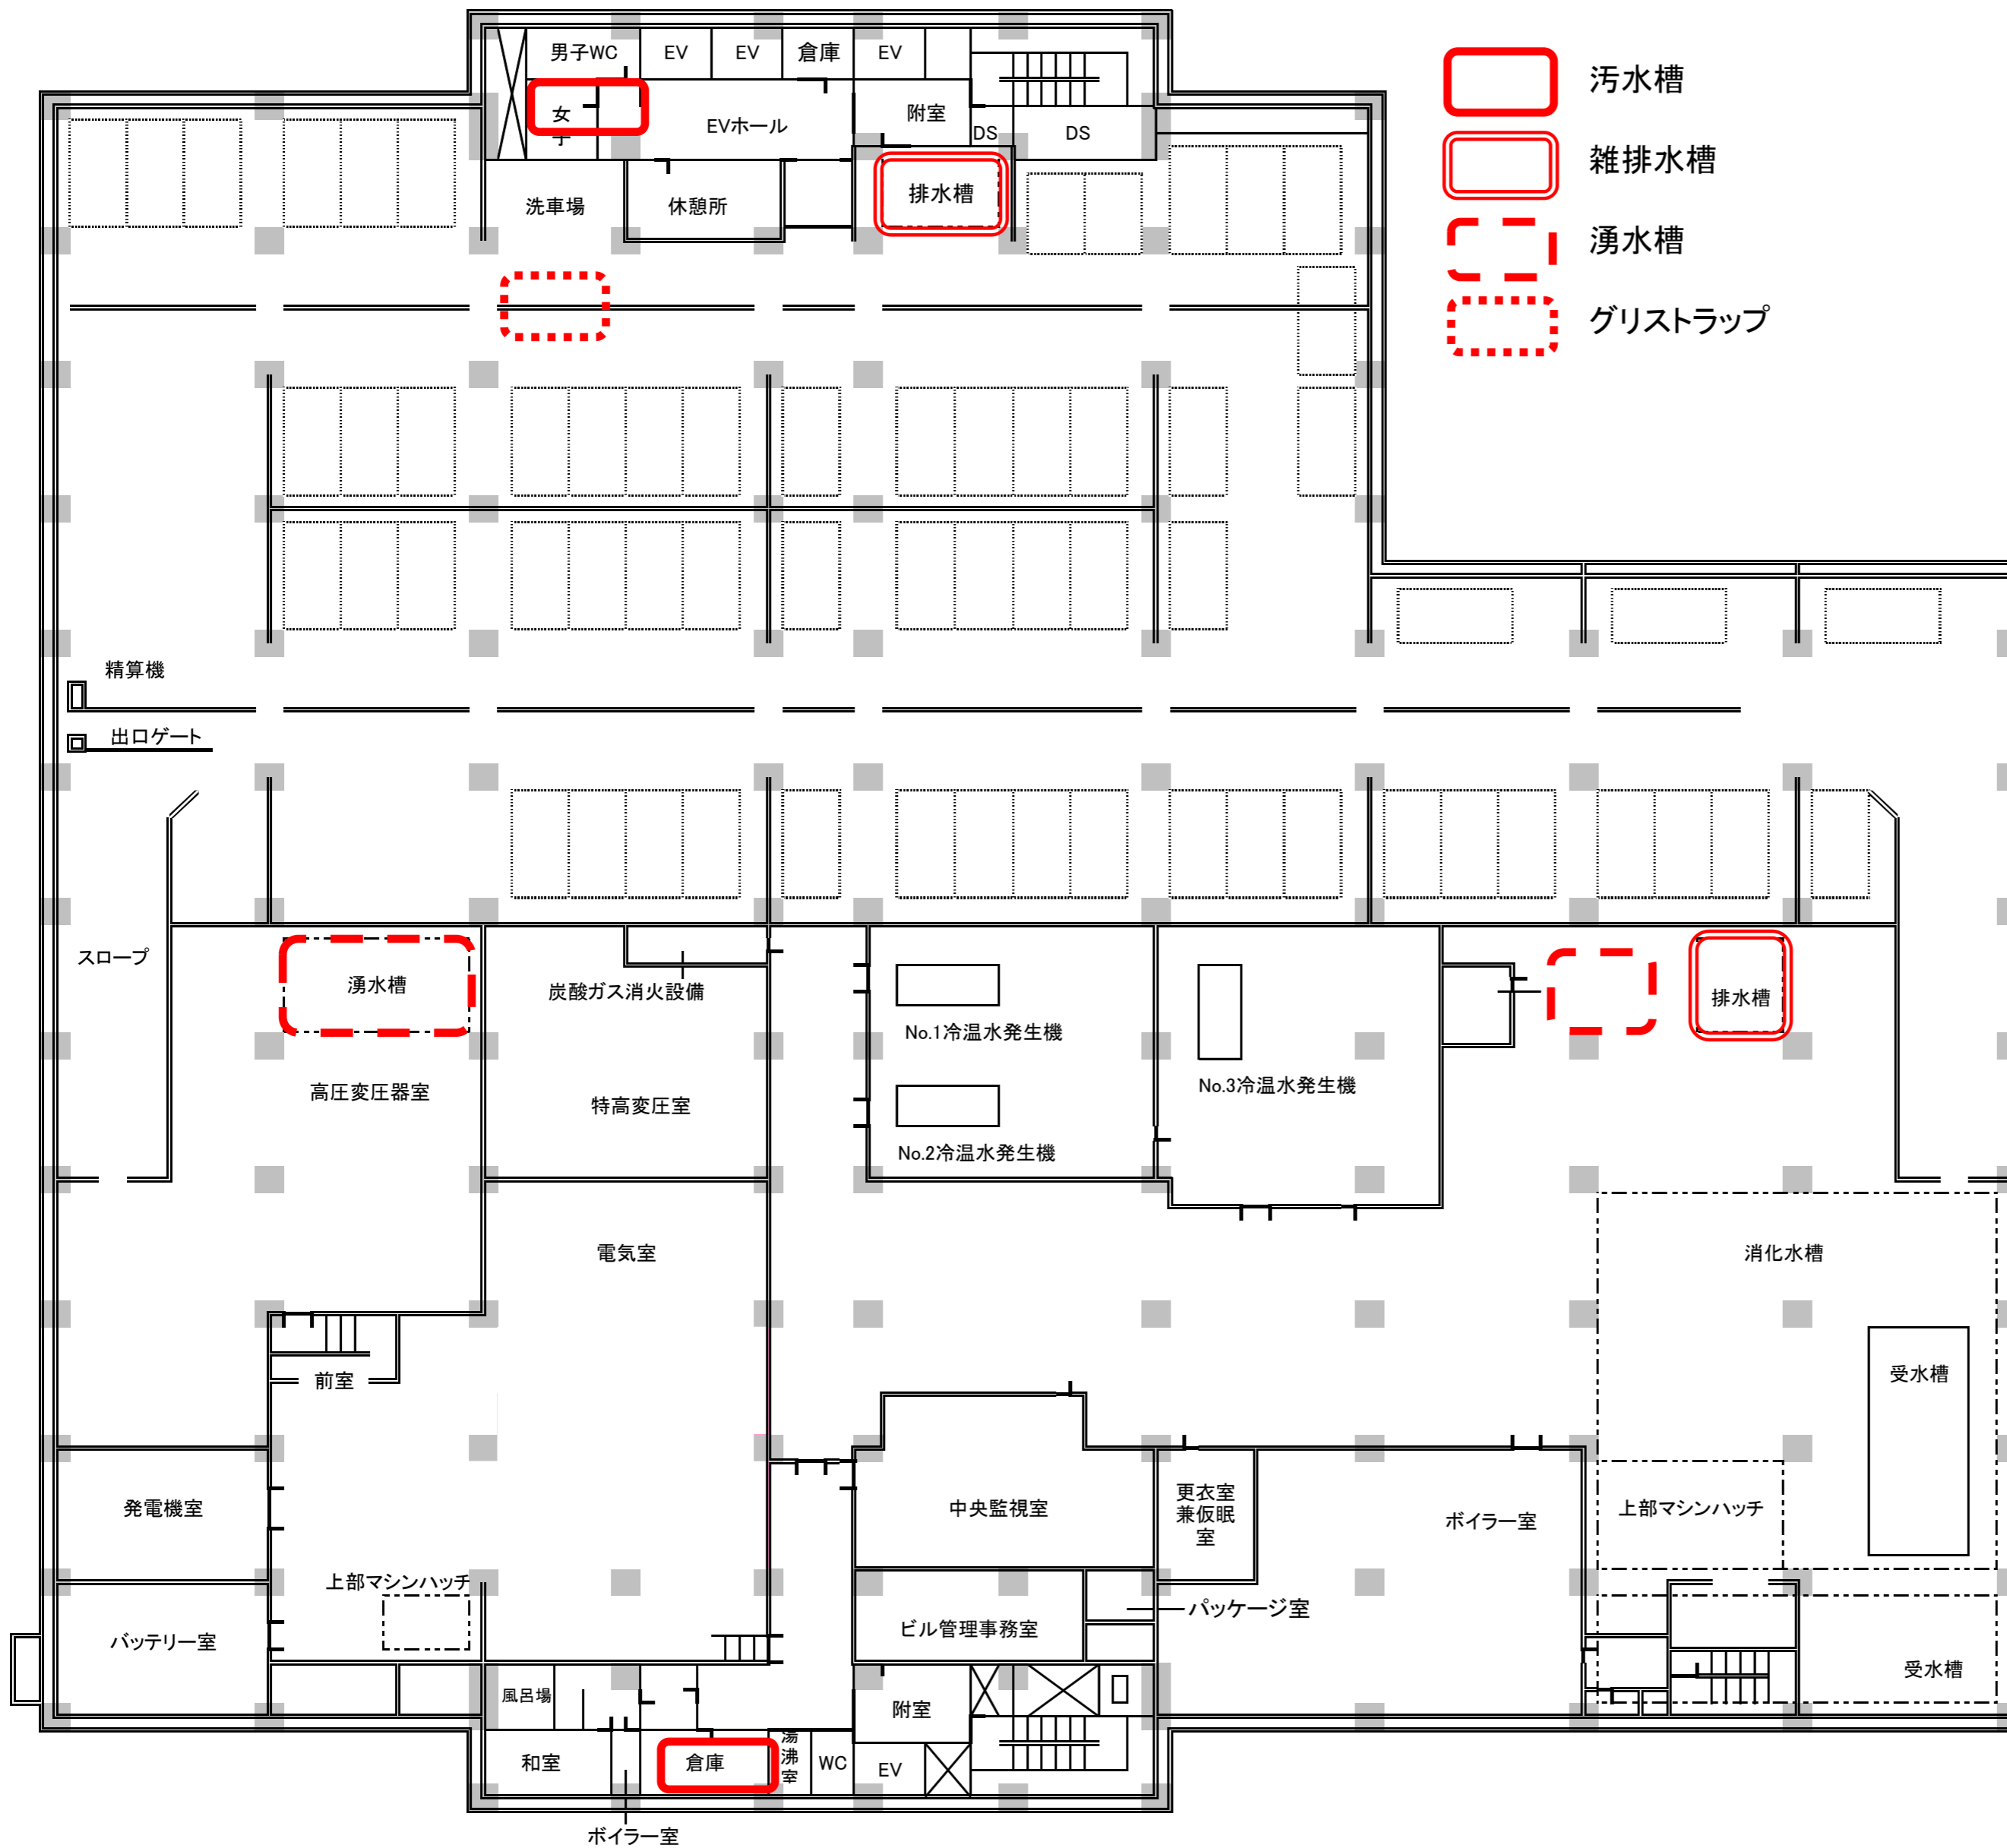 男子WC
EV
EV
倉庫
EV
汚水槽
女
子
EVホール
附室
DS
DS
雑排水槽
洗車場
休憩所
排水槽
湧水槽
グリストラップ
精算機
出口ゲート
スロープ
湧水槽
炭酸ガス消火設備
No.1冷温水発生機
排水槽
高圧変圧器室
特高変圧室
No.3冷温水発生機
No.2冷温水発生機
電気室
消化水槽
前室
受水槽
発電機室
中央監視室
更衣室
兼仮眠
室
ボイラー室
上部マシンハッチ
上部マシンハッチ
バッテリー室
ビル管理事務室
パッケージ室
風呂場
附室
受水槽
和室
倉庫
湯
沸
室
WC
EV
ボイラー室